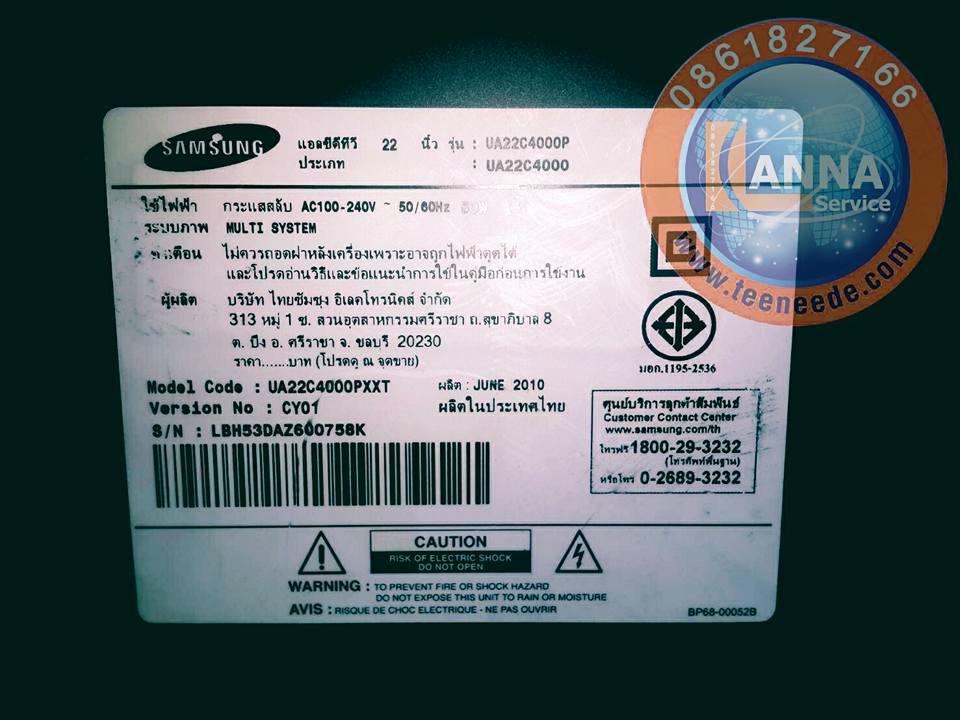 0861827166
LANNA
Service
www.teeneede.com
SAMSUNG
แอลซีดีทีวี 22 นิ้ว รุ่น : UA22C4000P
ประเภท : UA22C4000
ใช้ไฟฟ้า กระแสสลับ AC100-240V ~ 50/60Hz
ระบบภาพ MULTI SYSTEM
คำเตือน ไม่ควรถอดฝาหลังเครื่องเพราะอาจถูกไฟฟ้าดูดได้
และโปรดอ่านวิธีและข้อแนะนำการใช้ในคู่มือก่อนการใช้งาน
ผู้ผลิต บริษัท ไทยซัมซุง อิเลคโทรนิคส์ จำกัด
313 หมู่ 1 ซ. สวนอุตสาหกรรมศรีราชา ถ.สุขาภิบาล 8
ต. บึง อ. ศรีราชา จ. ชลบุรี 20230
ราคา.......บาท (โปรดดู ณ จุดขาย)
มอก.1195-2536
Model Code : UA22C4000PXXT ผลิต : JUNE 2010
Version No : CY01 ผลิตในประเทศไทย
S/N : LBH53DAZ600758K
ศูนย์บริการลูกค้าสัมพันธ์
Customer Contact Center
www.samsung.com/th
โทรฟรี 1800-29-3232
(โทรศัพท์พื้นฐาน)
หรือโทร 0-2689-3232
CAUTION
RISK OF ELECTRIC SHOCK
DO NOT OPEN
WARNING : TO PREVENT FIRE OR SHOCK HAZARD
DO NOT EXPOSE THIS UNIT TO RAIN OR MOISTURE
AVIS : RISQUE DE CHOC ELECTRIQUE - NE PAS OUVRIR
BP68-00052B